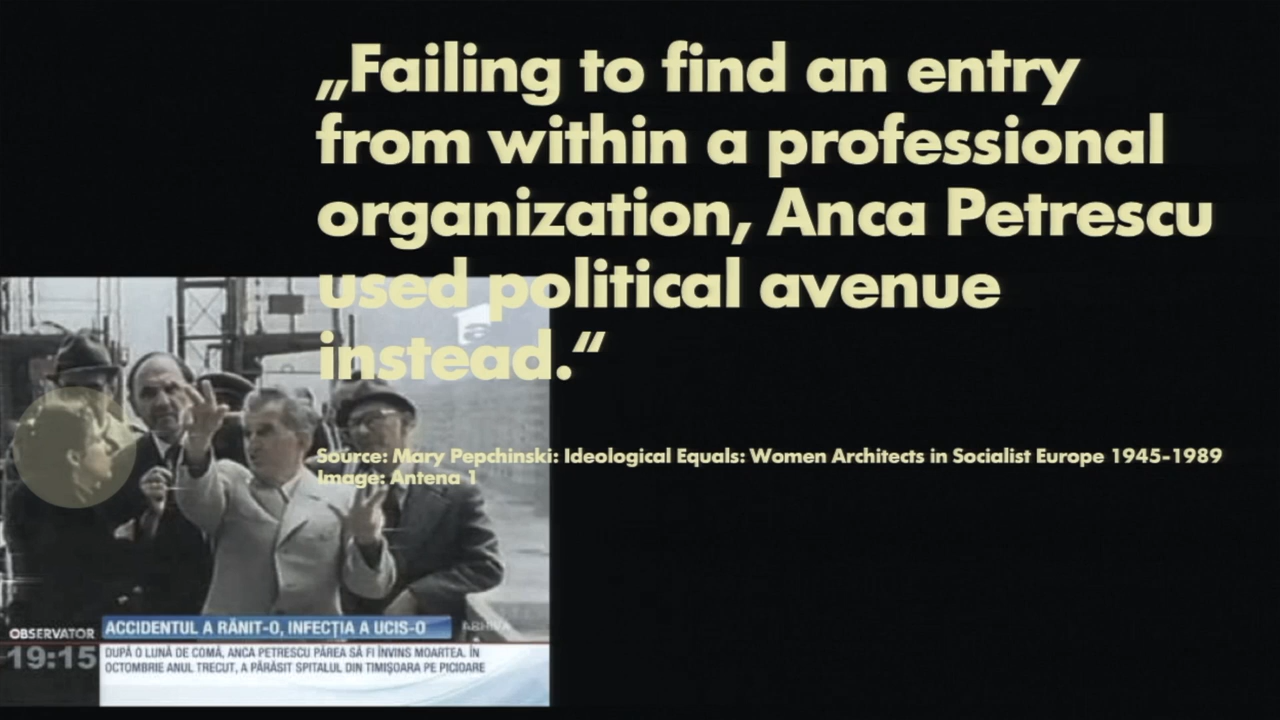 „Failing to find an entry
from within a professional
organization, Anca Petrescu
used political avenue
instead.“
Source: Mary Pepchinski: Ideological Equals: Women Architects in Socialist Europe 1945-1989
Image: Antena 1
OBSERVATOR
19:15
ACCIDENTUL A RĂNIT-O, INFECŢIA A UCIS-O
ARHIVA
DUPĂ O LUNĂ DE COMĂ, ANCA PETRESCU PĂREA SĂ FI ÎNVINS MOARTEA. ÎN
OCTOMBRIE ANUL TRECUT, A PĂRĂSIT SPITALUL DIN TIMIŞOARA PE PICIOARE